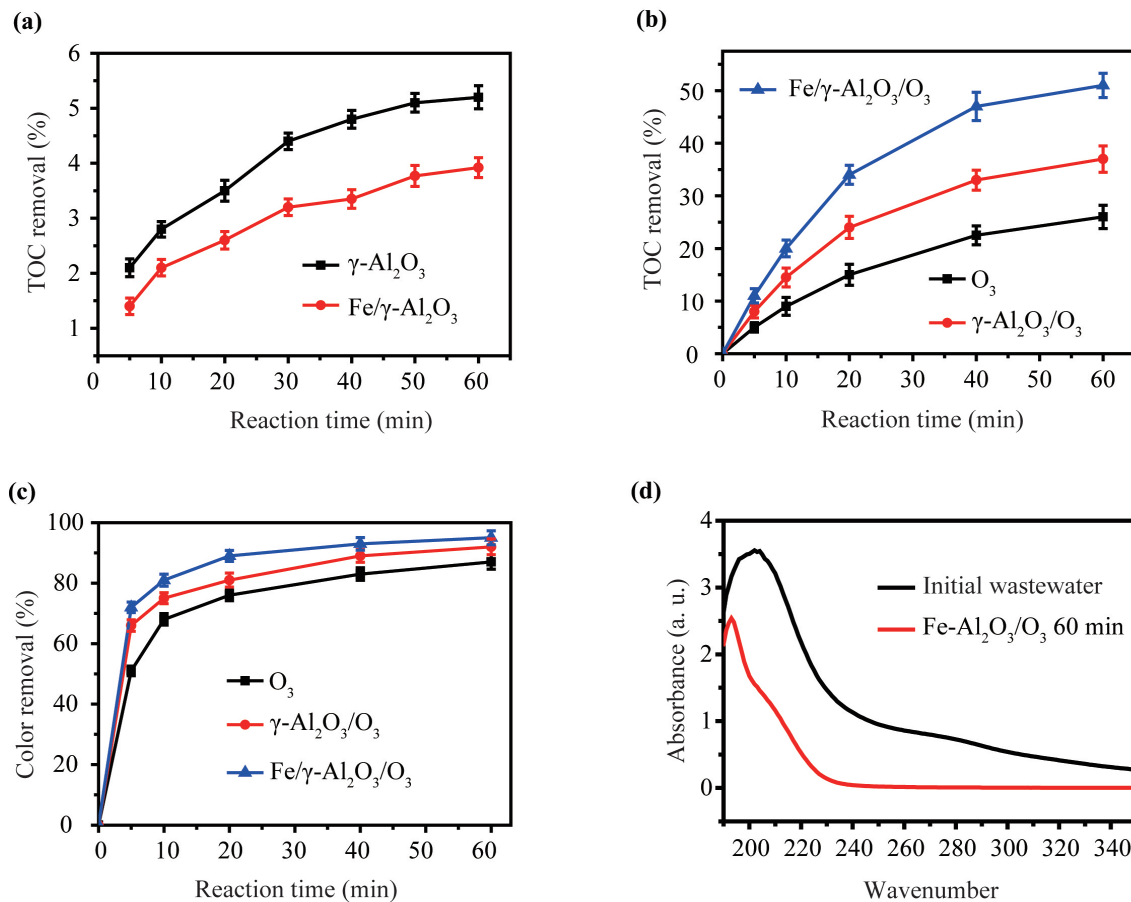 (a)
TOC removal (%)
6
5
4
3
2
1
γ-Al₂O₃
Fe/γ-Al₂O₃
0 10 20 30 40 50 60
Reaction time (min)
(b)
TOC removal (%)
50
40
30
20
10
0
Fe/γ-Al₂O₃/O₃
O₃
γ-Al₂O₃/O₃
0 10 20 30 40 50 60
Reaction time (min)
(c)
Color removal (%)
100
80
60
40
20
0
O₃
γ-Al₂O₃/O₃
Fe/γ-Al₂O₃/O₃
0 10 20 30 40 50 60
Reaction time (min)
(d)
Absorbance (a. u.)
4
3
2
1
0
Initial wastewater
Fe-Al₂O₃/O₃ 60 min
200 220 240 260 280 300 320 340
Wavenumber